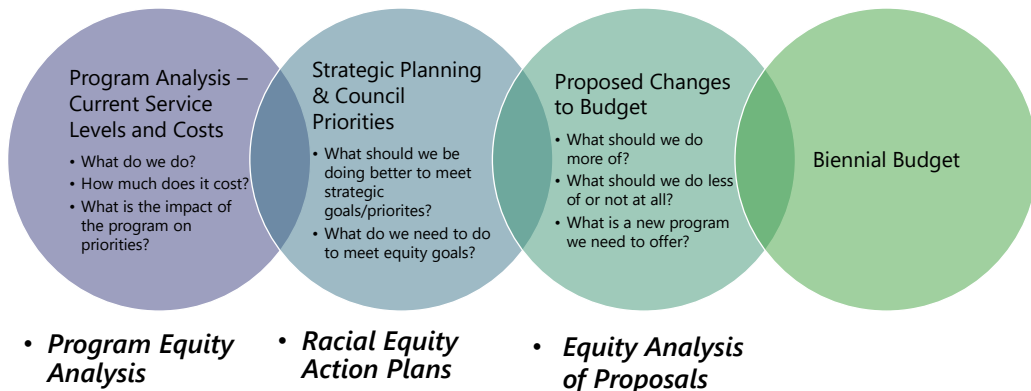 Program Analysis –
Current Service
Levels and Costs
• What do we do?
• How much does it cost?
• What is the impact of
the program on
priorities?
Strategic Planning
& Council
Priorities
• What should we be
doing better to meet
strategic
goals/priorites?
• What do we need to do
to meet equity goals?
Proposed Changes
to Budget
• What should we do
more of?
• What should we do less
of or not at all?
• What is a new program
we need to offer?
Biennial Budget
• Program Equity
Analysis
• Racial Equity
Action Plans
• Equity Analysis
of Proposals